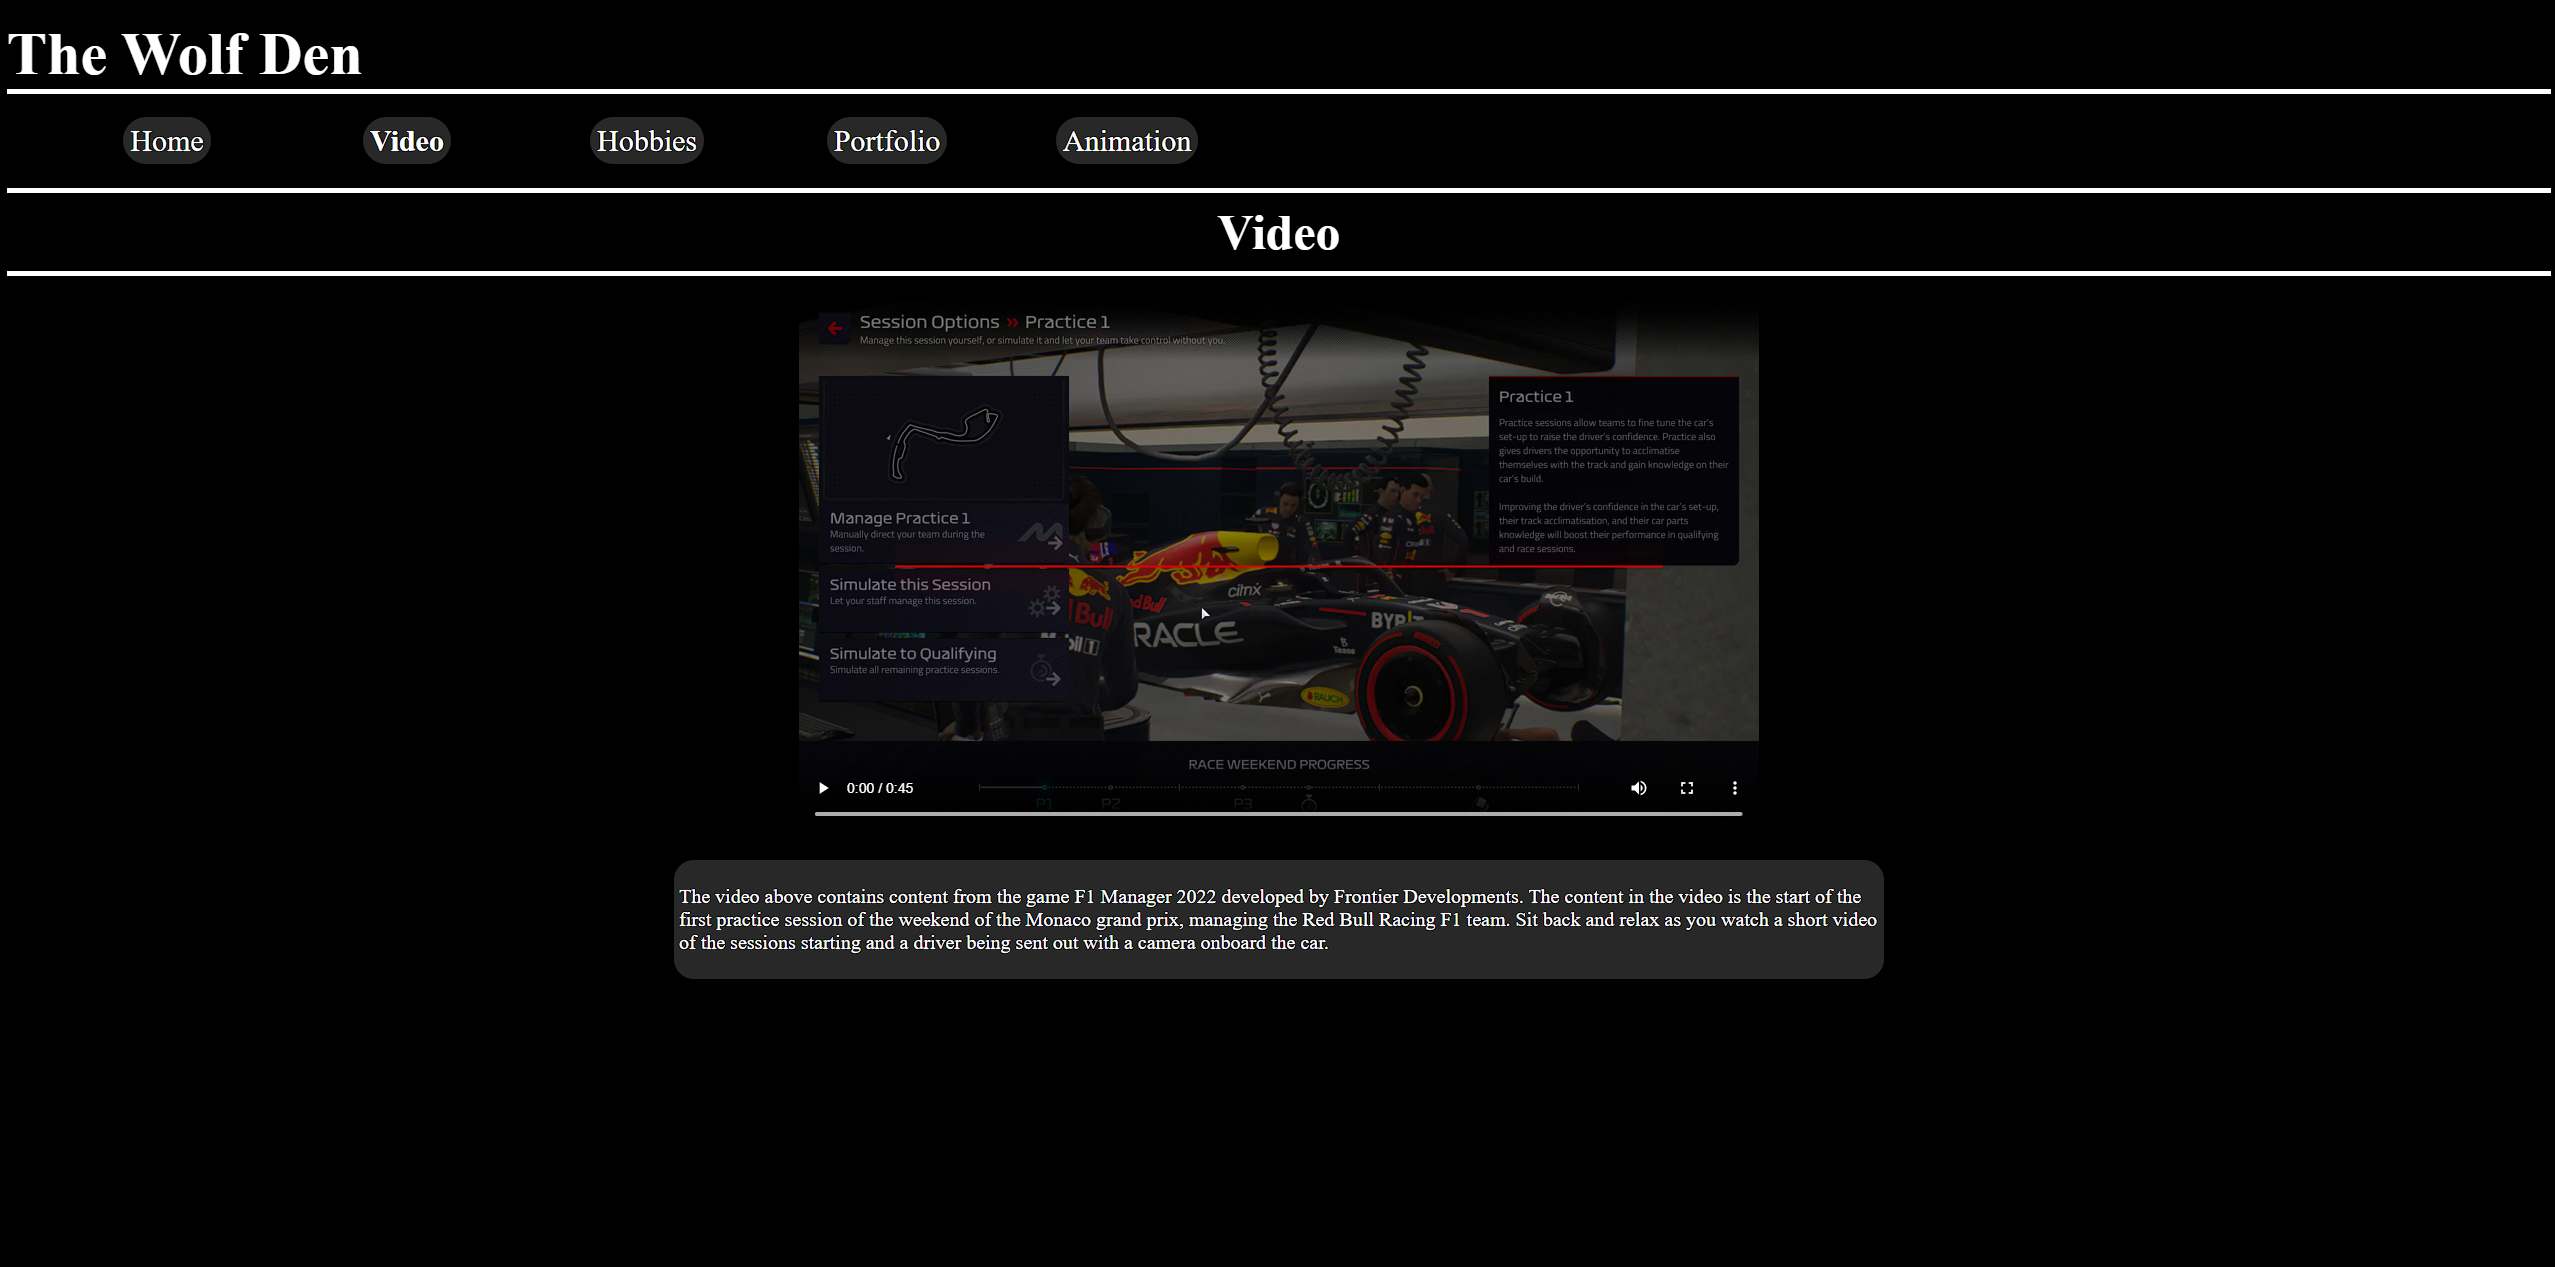 The Wolf Den
Home
Video
Hobbies
Portfolio
Animation
Video
Session Options » Practice 1
Manage this session yourself, or simulate it and let your team take control without you.
Practice 1
Practice sessions allow teams to fine tune the car's
set-up to raise the driver's confidence. Practice also
gives drivers the opportunity to acclimatise
themselves with the track and gain knowledge on their
car's build.
Improving the driver's confidence in the car's set-up,
their track acclimatisation, and their car parts
knowledge will boost their performance in qualifying
and race sessions.
Manage Practice 1
Manually direct your team during the
session.
Simulate this Session
Let your staff manage this session.
Simulate to Qualifying
Simulate all remaining practice sessions.
citrix
Red Bull
Bull
RACLE
BYBIT
Tezos
RAUCH
RACE WEEKEND PROGRESS
0:00 / 0:45
P1
P2
P3
The video above contains content from the game F1 Manager 2022 developed by Frontier Developments. The content in the video is the start of the
first practice session of the weekend of the Monaco grand prix, managing the Red Bull Racing F1 team. Sit back and relax as you watch a short video
of the sessions starting and a driver being sent out with a camera onboard the car.